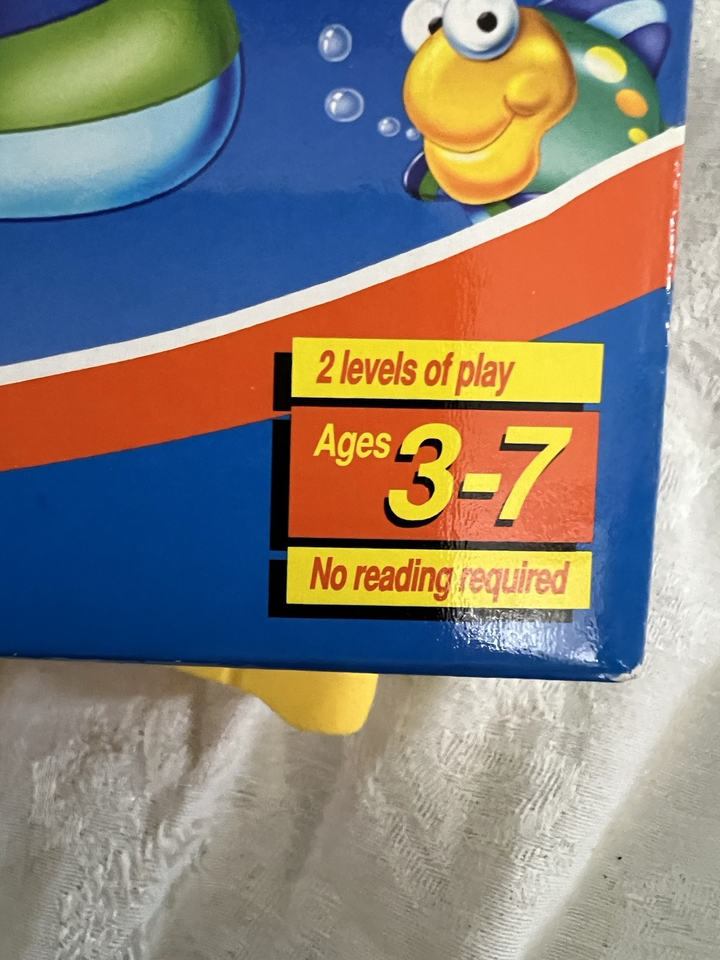 2 levels of play
Ages 3-7
No reading required